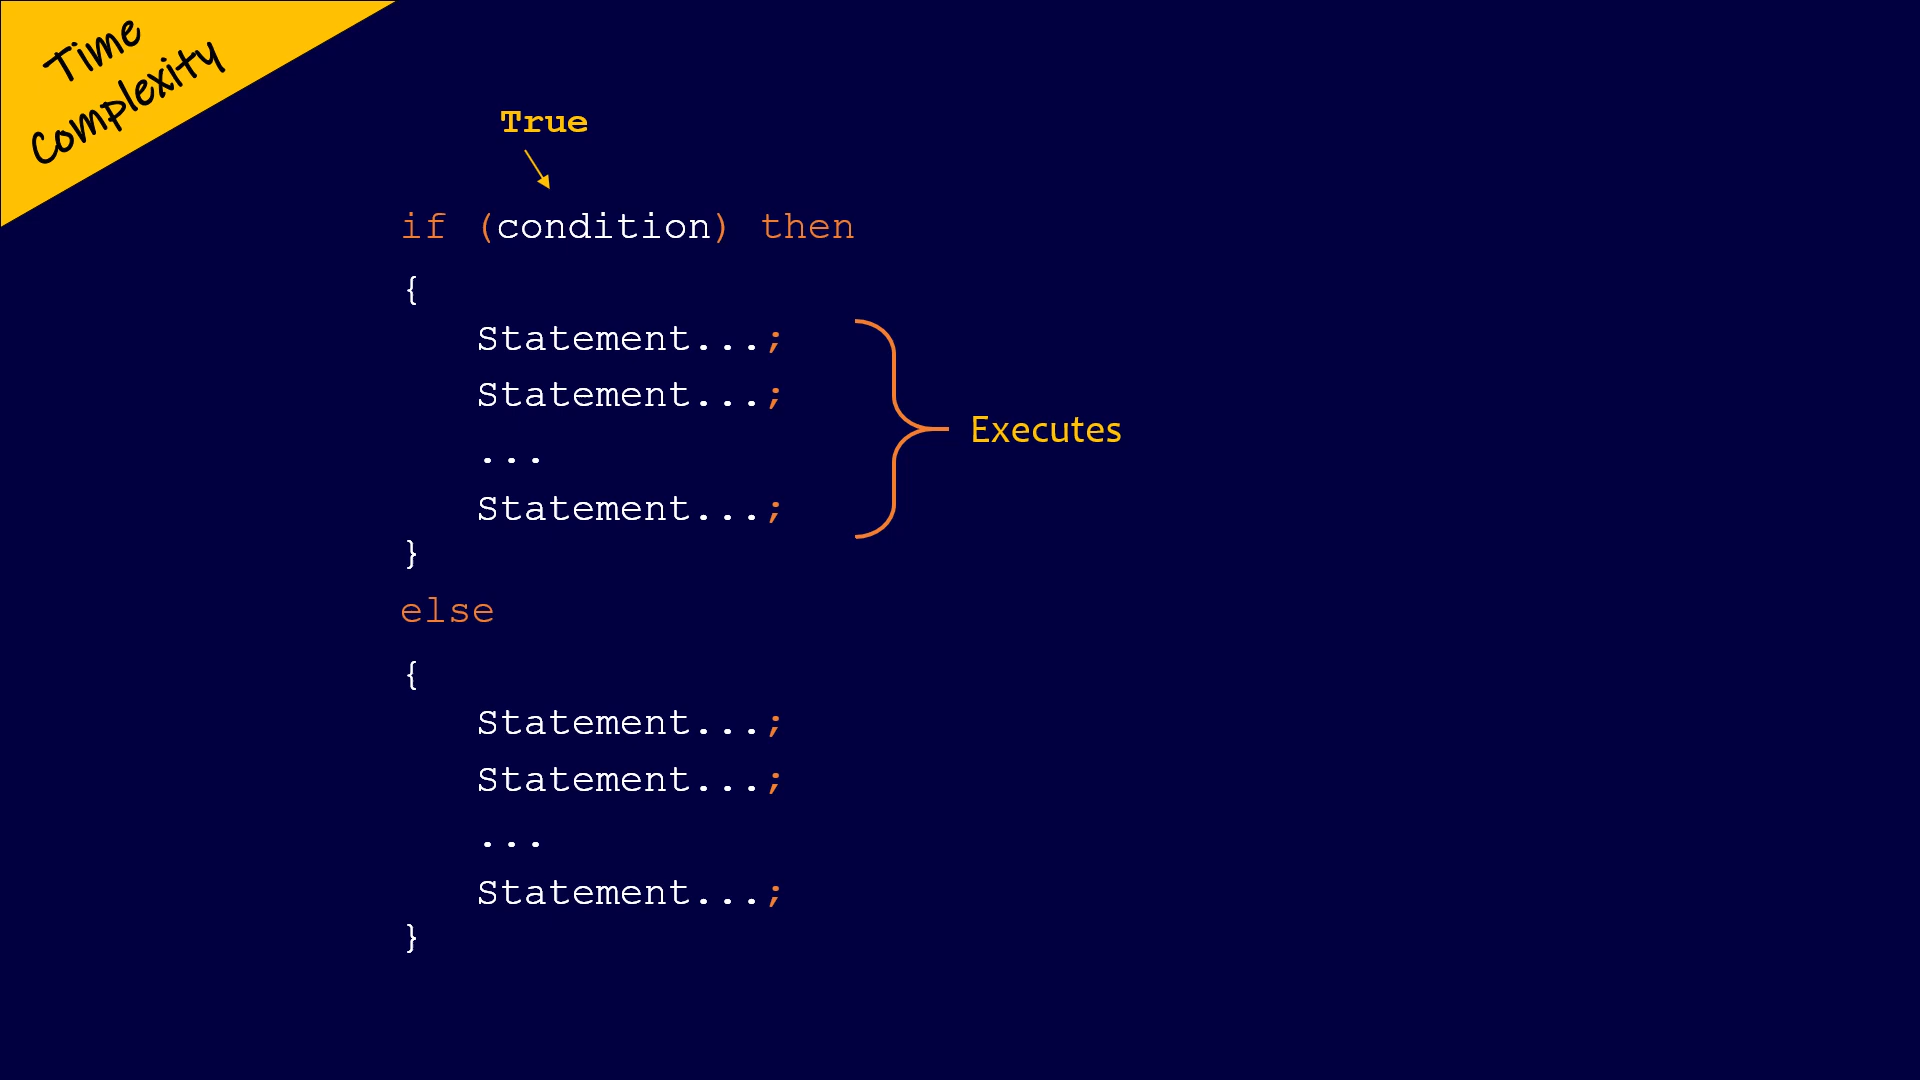 Time
Complexity
True
if (condition) then
{
Statement...;
Statement...;
...
Statement...;
Executes
}
else
{
Statement...;
Statement...;
...
Statement...;
}